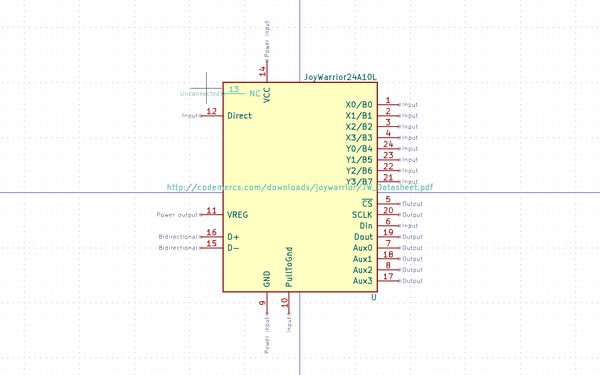 Power input
14
JoyWarrior24A10L
VCC
Unconnected
13
NC
Input
12
Direct
X0/B0
1
Input
X1/B1
2
Input
X2/B2
3
Input
X3/B3
4
Input
Y0/B4
24
Input
Y1/B5
23
Input
Y2/B6
22
Input
Y3/B7
21
Input
http://codemercs.com/downloads/joywarrior/JW_Datasheet.pdf
CS
5
Output
Power output
11
VREG
SCLK
20
Output
Din
6
Input
Bidirectional
16
D+
Dout
19
Output
Bidirectional
15
D−
Aux0
7
Output
Aux1
18
Output
Aux2
8
Output
Aux3
17
Output
GND
PullToGnd
9
10
U
Power input
Input